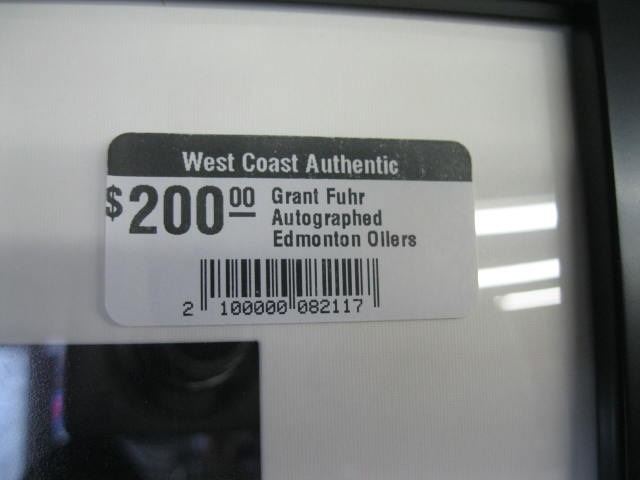 West Coast Authentic
$200.00 Grant Fuhr
Autographed
Edmonton Oilers
2 100000 082117